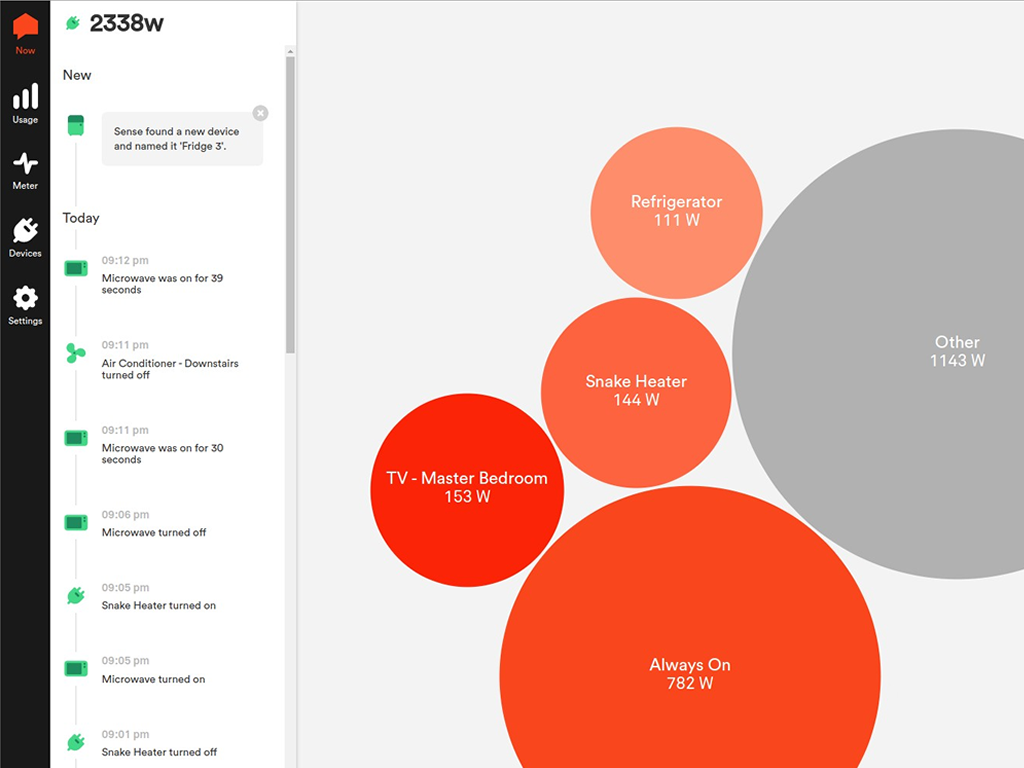 2338w
Now
Usage
Meter
Devices
Settings
New
Sense found a new device
and named it 'Fridge 3'.
Today
09:12 pm
Microwave was on for 39
seconds
09:11 pm
Air Conditioner - Downstairs
turned off
09:11 pm
Microwave was on for 30
seconds
09:06 pm
Microwave turned off
09:05 pm
Snake Heater turned on
09:05 pm
Microwave turned on
09:01 pm
Snake Heater turned off
Refrigerator
111 W
Other
1143 W
Snake Heater
144 W
TV - Master Bedroom
153 W
Always On
782 W